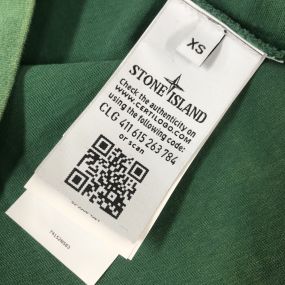 XS
STONE ISLAND
Check the authenticity on
WWW.CERTILOGO.COM
using the following code:
CLG 411 615 263 784
or scan